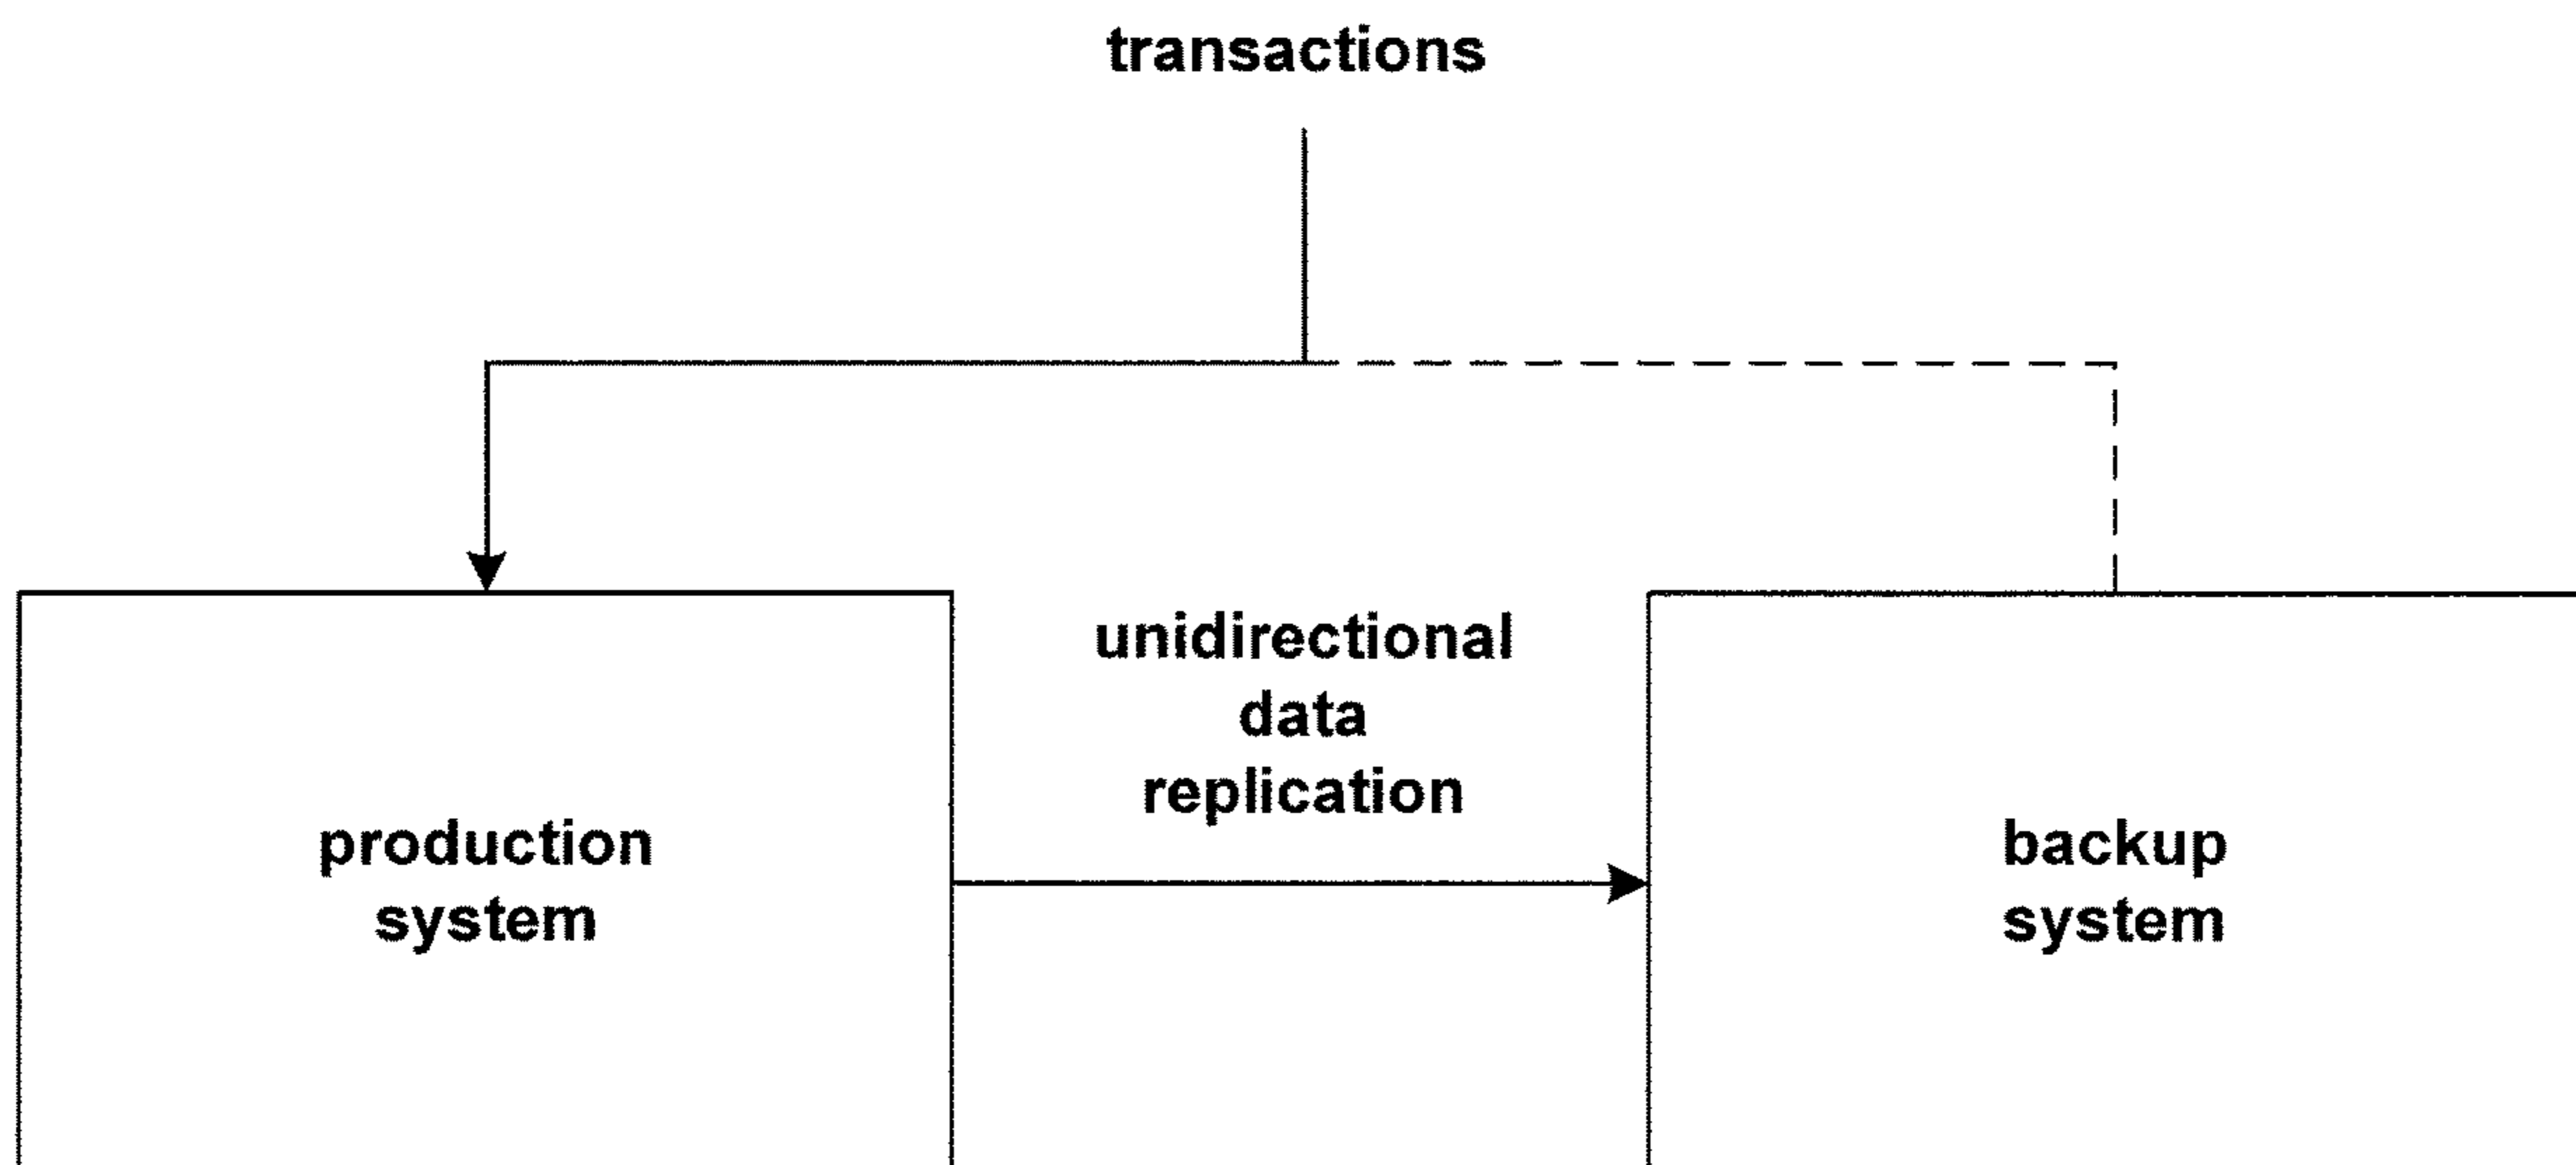 transactions
unidirectional
data
replication
production
system
backup
system